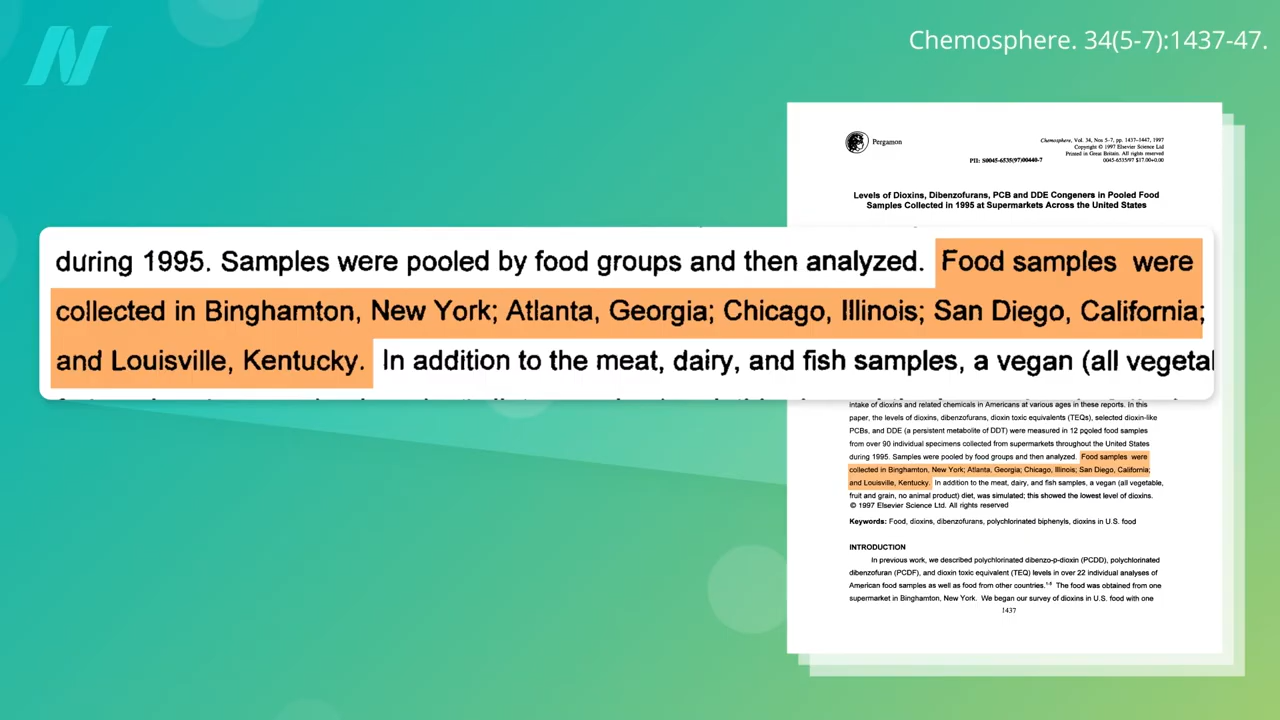 Chemosphere. 34(5-7):1437-47.
Pergamon
Chemosphere, Vol. 34, Nos 5-7, pp. 1437-1447, 1997
Copyright © 1997 Elsevier Science Ltd
Printed in Great Britain. All rights reserved
PII: S0045-6535(97)00440-7
0045-6535/97 $17.00+0.00
Levels of Dioxins, Dibenzofurans, PCB and DDE Congeners in Pooled Food
Samples Collected in 1995 at Supermarkets Across the United States
during 1995. Samples were pooled by food groups and then analyzed. Food samples were
collected in Binghamton, New York; Atlanta, Georgia; Chicago, Illinois; San Diego, California;
and Louisville, Kentucky. In addition to the meat, dairy, and fish samples, a vegan (all vegetal
intake of dioxins and related chemicals in Americans at various ages in these reports. In this
paper, the levels of dioxins, dibenzofurans, dioxin toxic equivalents (TEQs), selected dioxin-like
PCBs, and DDE (a persistent metabolite of DDT) were measured in 12 pooled food samples
from over 90 individual specimens collected from supermarkets throughout the United States
during 1995. Samples were pooled by food groups and then analyzed. Food samples were
collected in Binghamton, New York; Atlanta, Georgia; Chicago, Illinois; San Diego, California;
and Louisville, Kentucky. In addition to the meat, dairy, and fish samples, a vegan (all vegetable,
fruit and grain, no animal product) diet, was simulated; this showed the lowest level of dioxins.
© 1997 Elsevier Science Ltd. All rights reserved
Keywords: Food, dioxins, dibenzofurans, polychlorinated biphenyls, dioxins in U.S. food
INTRODUCTION
In previous work, we described polychlorinated dibenzo-p-dioxin (PCDD), polychlorinated
dibenzofuran (PCDF), and dioxin toxic equivalent (TEQ) levels in over 22 individual analyses of
American food samples as well as food from other countries. The food was obtained from one
supermarket in Binghamton, New York. We began our survey of dioxins in U.S. food with one
1437